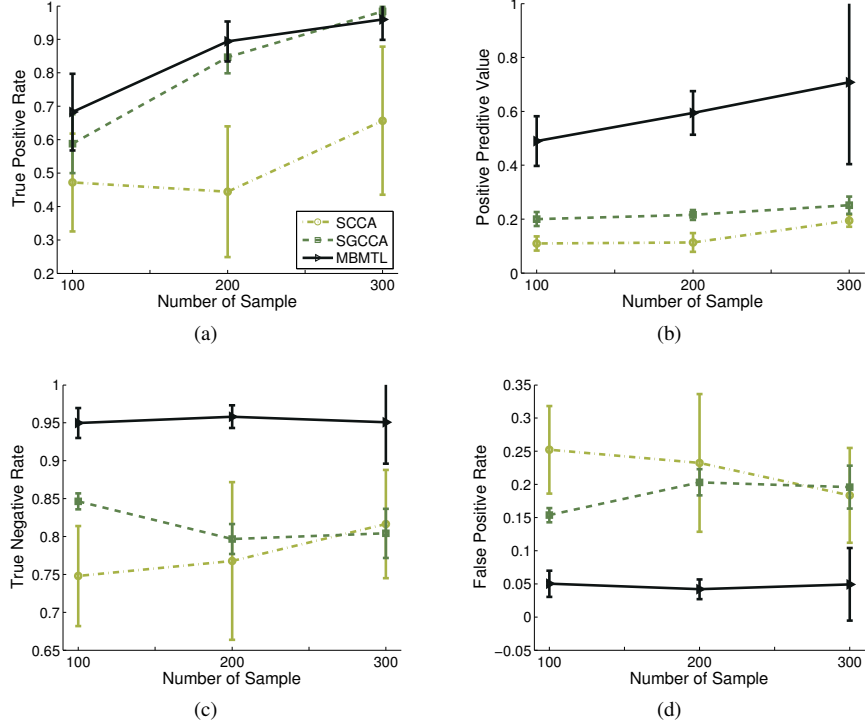 1
0.9
0.8
0.7
0.6
0.5
0.4
0.3
0.2
True Positive Rate
100
200
300
Number of Sample
SCCA
SGCCA
MBMTL
(a)
1
0.8
0.6
0.4
0.2
0
Positive Preditive Value
100
200
300
Number of Sample
(b)
1
0.95
0.9
0.85
0.8
0.75
0.7
0.65
True Negative Rate
100
200
300
Number of Sample
(c)
0.35
0.3
0.25
0.2
0.15
0.1
0.05
0
−0.05
False Positive Rate
100
200
300
Number of Sample
(d)